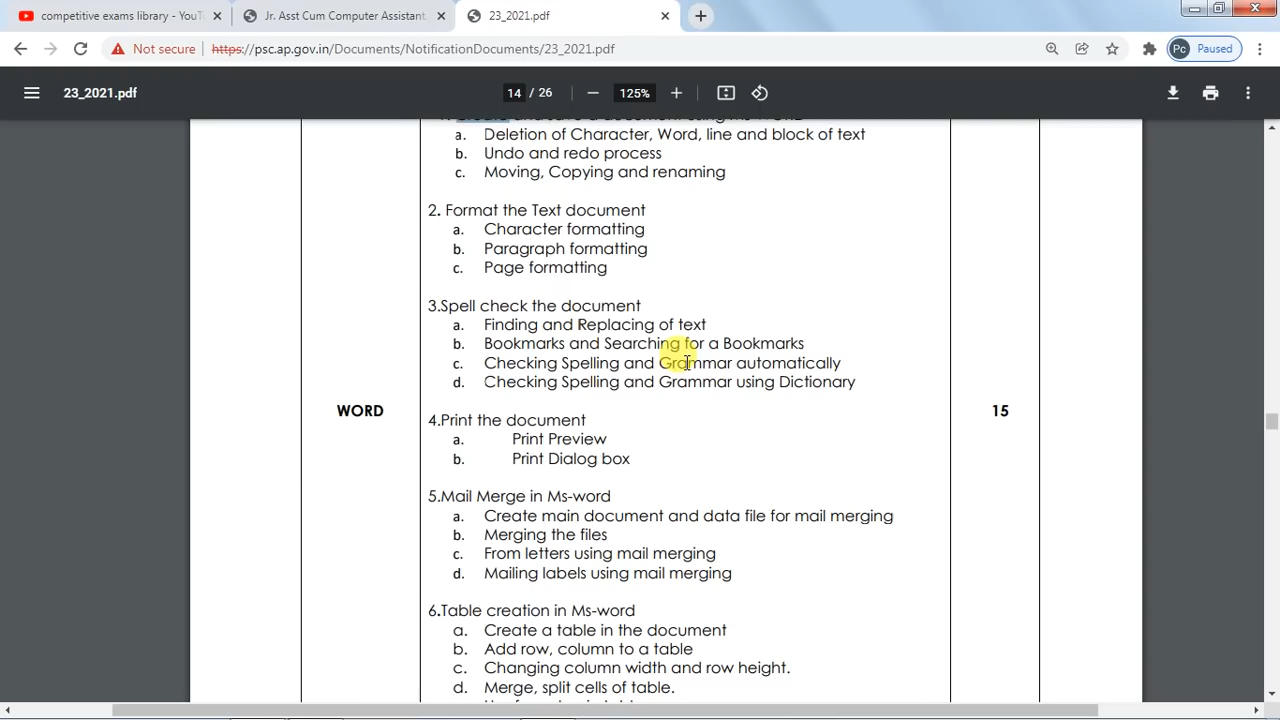 competitive exams library - YouT
Jr. Asst Cum Computer Assistant
23_2021.pdf
Not secure
https://psc.ap.gov.in/Documents/NotificationDocuments/23_2021.pdf
Pc Paused
23_2021.pdf
14 / 26
125%
a. Deletion of Character, Word, line and block of text
b. Undo and redo process
c. Moving, Copying and renaming
2. Format the Text document
a. Character formatting
b. Paragraph formatting
c. Page formatting
3.Spell check the document
a. Finding and Replacing of text
b. Bookmarks and Searching for a Bookmarks
c. Checking Spelling and Grammar automatically
d. Checking Spelling and Grammar using Dictionary
WORD
15
4.Print the document
a. Print Preview
b. Print Dialog box
5.Mail Merge in Ms-word
a. Create main document and data file for mail merging
b. Merging the files
c. From letters using mail merging
d. Mailing labels using mail merging
6.Table creation in Ms-word
a. Create a table in the document
b. Add row, column to a table
c. Changing column width and row height.
d. Merge, split cells of table.